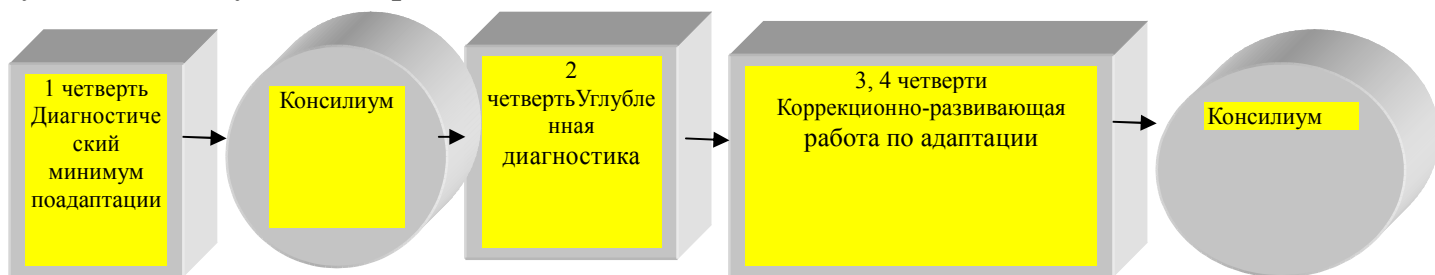 1 четверть
Диагностиче
ский
минимум
поадаптации
Консилиум
2
четвертьУглубле
нная
диагностика
3, 4 четверти
Коррекционно-развивающая
работа по адаптации
Консилиум